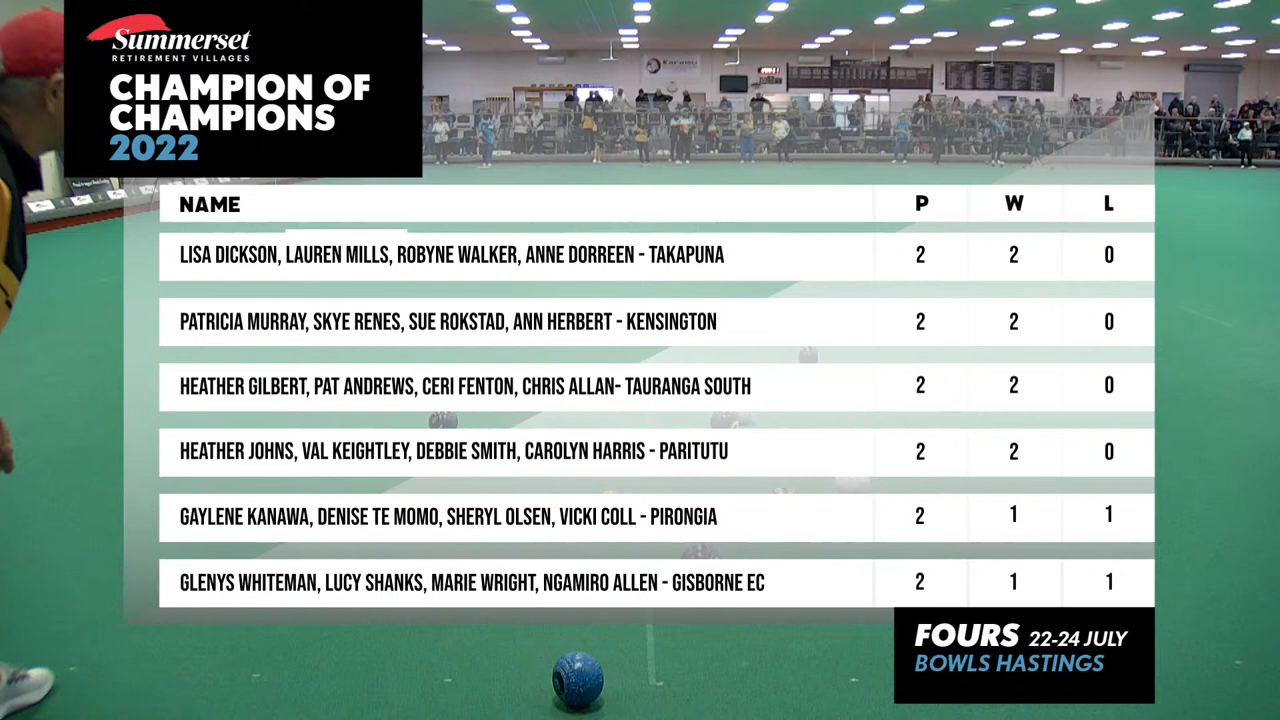 Summerset
RETIREMENT VILLAGES
CHAMPION OF
CHAMPIONS
2022
NAME P W L
LISA DICKSON, LAUREN MILLS, ROBYNE WALKER, ANNE DORREEN - TAKAPUNA 2 2 0
PATRICIA MURRAY, SKYE RENES, SUE ROKSTAD, ANN HERBERT - KENSINGTON 2 2 0
HEATHER GILBERT, PAT ANDREWS, CERI FENTON, CHRIS ALLAN- TAURANGA SOUTH 2 2 0
HEATHER JOHNS, VAL KEIGHTLEY, DEBBIE SMITH, CAROLYN HARRIS - PARITUTU 2 2 0
GAYLENE KANAWA, DENISE TE MOMO, SHERYL OLSEN, VICKI COLL - PIRONGIA 2 1 1
GLENYS WHITEMAN, LUCY SHANKS, MARIE WRIGHT, NGAMIRO ALLEN - GISBORNE EC 2 1 1
FOURS 22-24 JULY
BOWLS HASTINGS